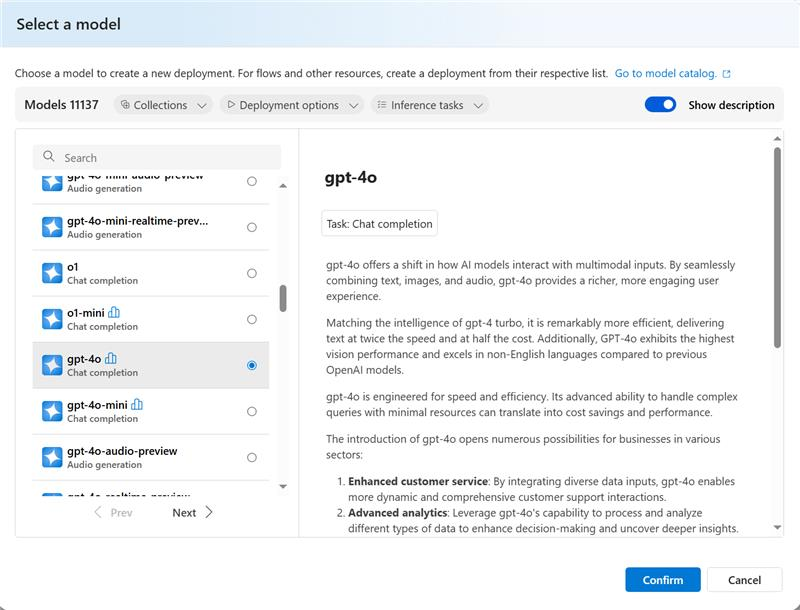 Select a model
Choose a model to create a new deployment. For flows and other resources, create a deployment from their respective list. Go to model catalog.
Models 11137 Collections Deployment options Inference tasks Show description
Search
gpt-4o-mini-audio-preview
Audio generation
gpt-4o-mini-realtime-prev...
Audio generation
o1
Chat completion
o1-mini
Chat completion
gpt-4o
Chat completion
gpt-4o-mini
Chat completion
gpt-4o-audio-preview
Audio generation
gpt-4o-realtime-preview
Prev Next
gpt-4o
Task: Chat completion
gpt-4o offers a shift in how AI models interact with multimodal inputs. By seamlessly
combining text, images, and audio, gpt-4o provides a richer, more engaging user
experience.
Matching the intelligence of gpt-4 turbo, it is remarkably more efficient, delivering
text at twice the speed and at half the cost. Additionally, GPT-4o exhibits the highest
vision performance and excels in non-English languages compared to previous
OpenAI models.
gpt-4o is engineered for speed and efficiency. Its advanced ability to handle complex
queries with minimal resources can translate into cost savings and performance.
The introduction of gpt-4o opens numerous possibilities for businesses in various
sectors:
1. Enhanced customer service: By integrating diverse data inputs, gpt-4o enables
more dynamic and comprehensive customer support interactions.
2. Advanced analytics: Leverage gpt-4o's capability to process and analyze
different types of data to enhance decision-making and uncover deeper insights.
Confirm Cancel